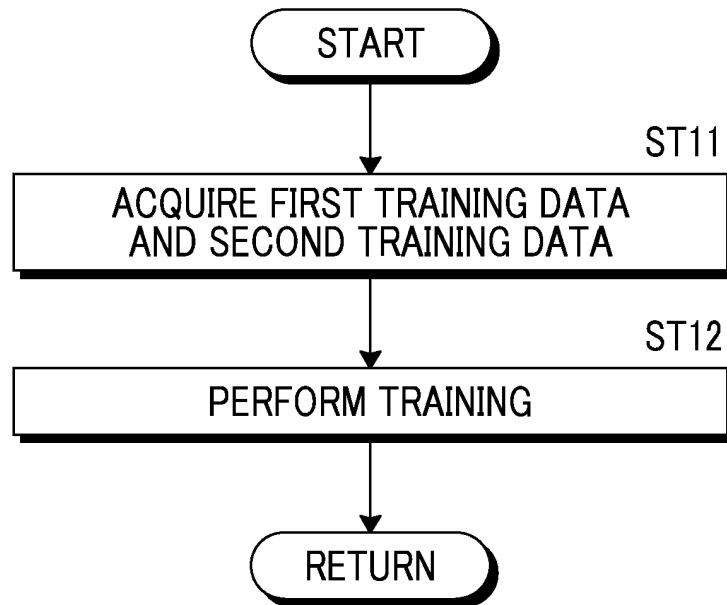 START
ST11
ACQUIRE FIRST TRAINING DATA
AND SECOND TRAINING DATA
ST12
PERFORM TRAINING
RETURN